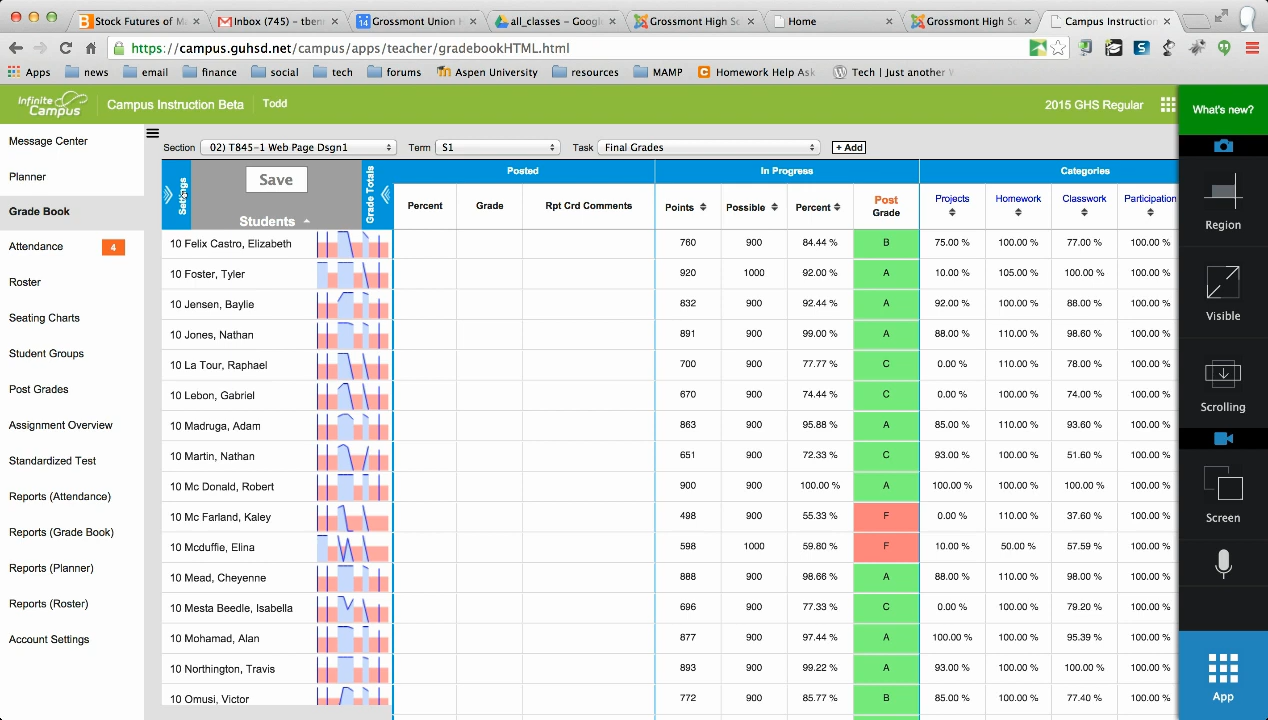 Stock Futures of M
Inbox (745) – tben
Grossmont Union H
all_classes – Google
Grossmont High Sc
Home
Grossmont High Sc
Campus Instruction
https://campus.guhsd.net/campus/apps/teacher/gradebookHTML.html
Apps news email finance social tech forums Aspen University resources MAMP Homework Help Ask Tech | Just another
Infinite Campus
Campus Instruction Beta
Todd
2015 GHS Regular
What's new?
Message Center
Planner
Grade Book
Attendance 4
Roster
Seating Charts
Student Groups
Post Grades
Assignment Overview
Standardized Test
Reports (Attendance)
Reports (Grade Book)
Reports (Planner)
Reports (Roster)
Account Settings
Section 02) T845-1 Web Page Dsgn1 Term S1 Task Final Grades + Add
Settings
Save
Students
Grade Totals
Posted In Progress Categories
Percent Grade Rpt Crd Comments Points Possible Percent Post Grade Projects Homework Classwork Participation
10 Felix Castro, Elizabeth 760 900 84.44 % B 75.00 % 100.00 % 77.00 % 100.00 %
10 Foster, Tyler 920 1000 92.00 % A 10.00 % 105.00 % 100.00 % 100.00 %
10 Jensen, Baylie 832 900 92.44 % A 92.00 % 100.00 % 88.00 % 100.00 %
10 Jones, Nathan 891 900 99.00 % A 88.00 % 110.00 % 98.60 % 100.00 %
10 La Tour, Raphael 700 900 77.77 % C 0.00 % 110.00 % 78.00 % 100.00 %
10 Lebon, Gabriel 670 900 74.44 % C 0.00 % 100.00 % 74.00 % 100.00 %
10 Madruga, Adam 863 900 95.88 % A 85.00 % 110.00 % 93.60 % 100.00 %
10 Martin, Nathan 651 900 72.33 % C 93.00 % 100.00 % 51.60 % 100.00 %
10 Mc Donald, Robert 900 900 100.00 % A 100.00 % 100.00 % 100.00 % 100.00 %
10 Mc Farland, Kaley 498 900 55.33 % F 0.00 % 110.00 % 37.60 % 100.00 %
10 Mcduffie, Elina 598 1000 59.80 % F 10.00 % 50.00 % 57.59 % 100.00 %
10 Mead, Cheyenne 888 900 98.66 % A 88.00 % 110.00 % 98.00 % 100.00 %
10 Mesta Beedle, Isabella 696 900 77.33 % C 0.00 % 100.00 % 79.20 % 100.00 %
10 Mohamad, Alan 877 900 97.44 % A 100.00 % 100.00 % 95.39 % 100.00 %
10 Northington, Travis 893 900 99.22 % A 93.00 % 100.00 % 100.00 % 100.00 %
10 Omusi, Victor 772 900 85.77 % B 85.00 % 100.00 % 77.40 % 100.00 %
Region
Visible
Scrolling
Screen
App